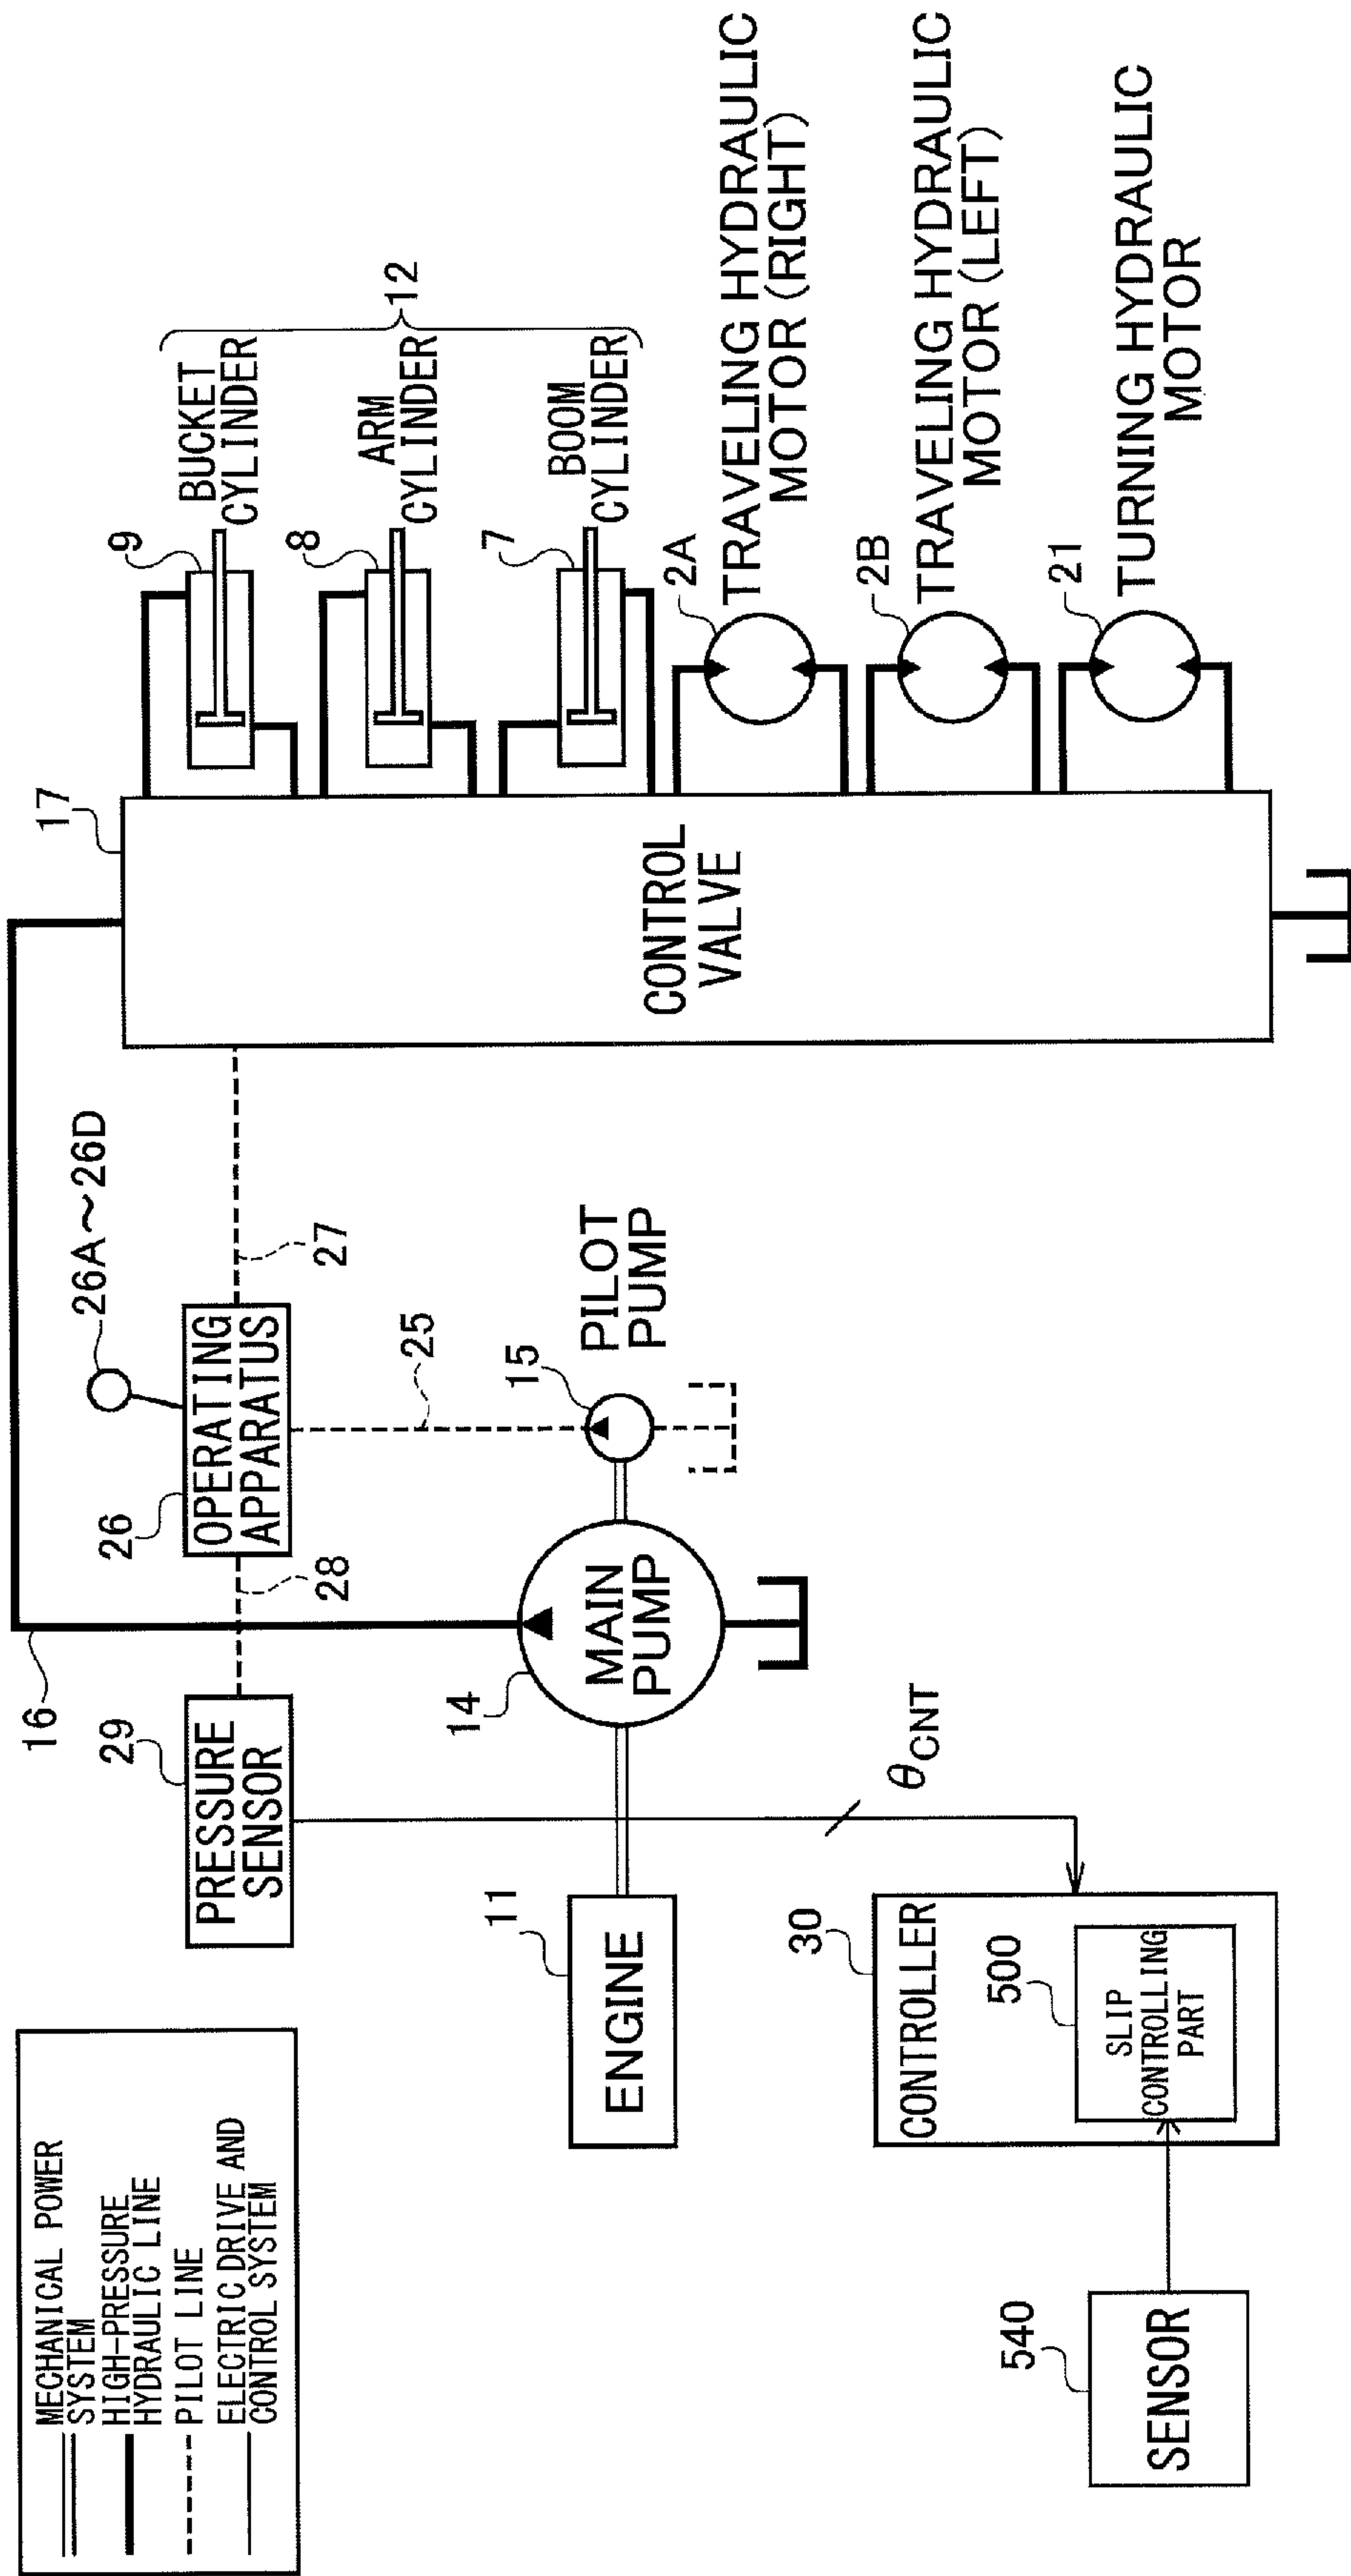 MECHANICAL POWER
SYSTEM
HIGH-PRESSURE
HYDRAULIC LINE
PILOT LINE
ELECTRIC DRIVE AND
CONTROL SYSTEM
16
29
PRESSURE
SENSOR
28
26
OPERATING
APPARATUS
26A～26D
27
25
17
CONTROL
VALVE
9
BUCKET
CYLINDER
8
ARM
CYLINDER
7
BOOM
CYLINDER
12
2A
TRAVELING HYDRAULIC
MOTOR (RIGHT)
2B
TRAVELING HYDRAULIC
MOTOR (LEFT)
21
TURNING HYDRAULIC
MOTOR
11
ENGINE
14
MAIN
PUMP
15
PILOT
PUMP
θCNT
30
CONTROLLER
500
SLIP
CONTROLLING
PART
540
SENSOR